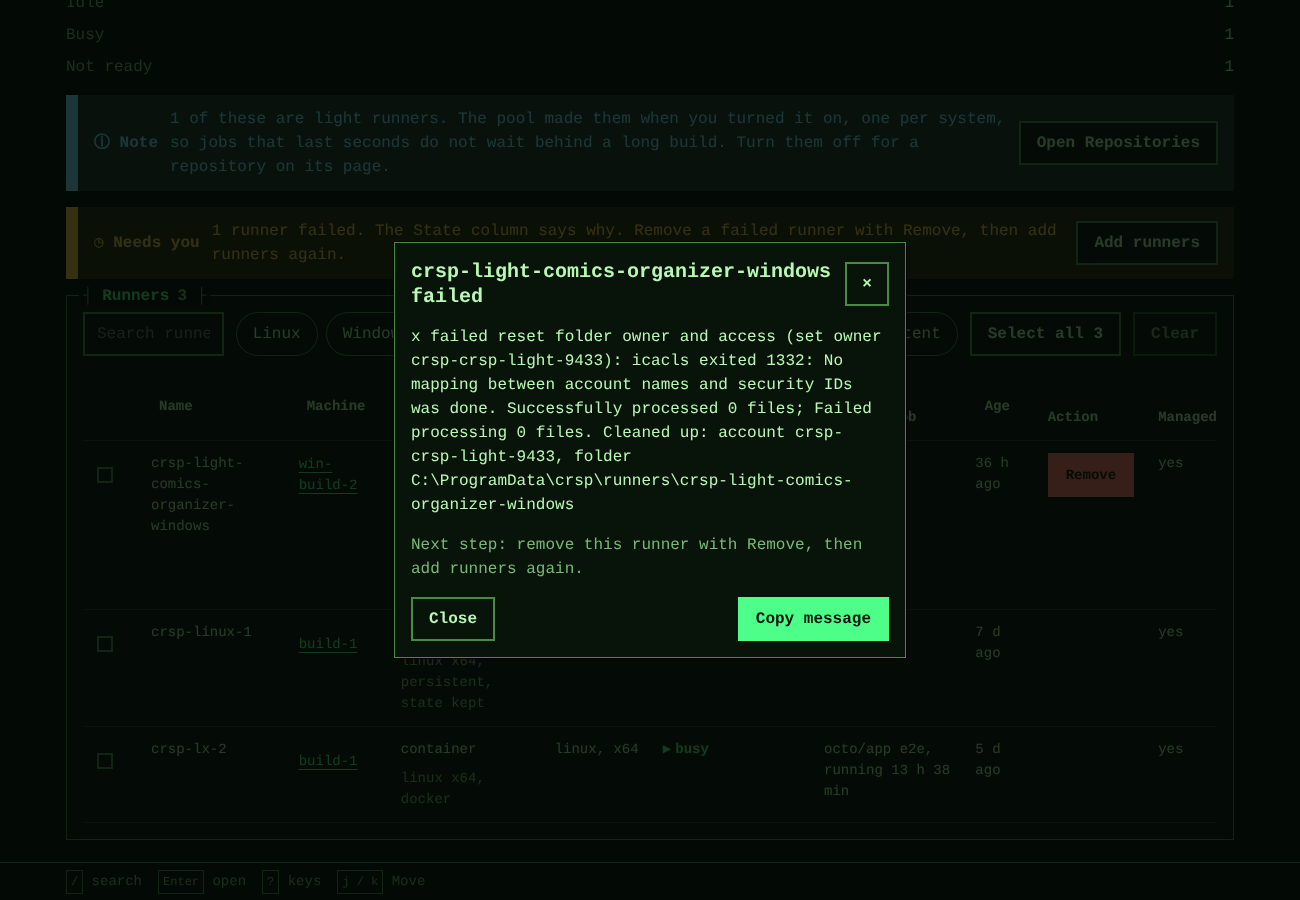 Idle 1
Busy 1
Not ready 1
1 of these are light runners. The pool made them when you turned it on, one per system,
ⓘ Note so jobs that last seconds do not wait behind a long build. Turn them off for a
repository on its page.
Open Repositories
1 runner failed. The State column says why. Remove a failed runner with Remove, then add
◷ Needs you
runners again.
Add runners
Runners 3
Search runne
Linux
Window
tent
Select all 3
Clear
crsp-light-comics-organizer-windows
failed
×
x failed reset folder owner and access (set owner
crsp-crsp-light-9433): icacls exited 1332: No
mapping between account names and security IDs
was done. Successfully processed 0 files; Failed
processing 0 files. Cleaned up: account crsp-
crsp-light-9433, folder
C:\ProgramData\crsp\runners\crsp-light-comics-
organizer-windows
Next step: remove this runner with Remove, then
add runners again.
Close
Copy message
Name Machine b Age Action Managed
crsp-light-
comics-
organizer-
windows
win-
build-2
36 h
ago
Remove
yes
crsp-linux-1
build-1
linux x64,
persistent,
state kept
7 d
ago
yes
crsp-lx-2
build-1
container
linux x64,
docker
linux, x64
▶ busy
octo/app e2e,
running 13 h 38
min
5 d
ago
yes
/ search Enter open ? keys j / k Move